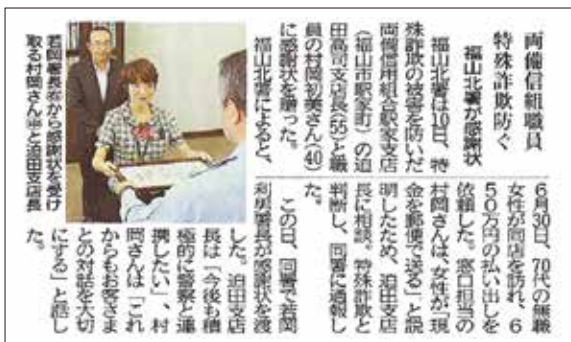 両備信組職員
特殊詐欺防ぐ
福山北署が感謝状
福山北署は10日、特
殊詐欺の被害を防いだ
両備信用組合駅家支店
(福山市駅家町)の迫
田高司支店長(55)と職
員の村岡初美さん(40)
に感謝状を贈った。
福山北署によると、
6月30日、70代の無職
女性が同店を訪れ、6
50万円の払い出しを
依頼した。窓口担当の
村岡さんは、女性が「現
金を郵便で送る」と説
明したため、迫田支店
長に相談。特殊詐欺と
判断し、同署に通報し
た。
この日、同署で若岡
署長が感謝状を渡
した。迫田支店
長は「今後も積
極的に警察と連
携したい」、村
岡さんは「これ
からもお客さま
との対話を大切
にする」と話し
た。
若岡署長から感謝状を受け
取る村岡さんと迫田支店長